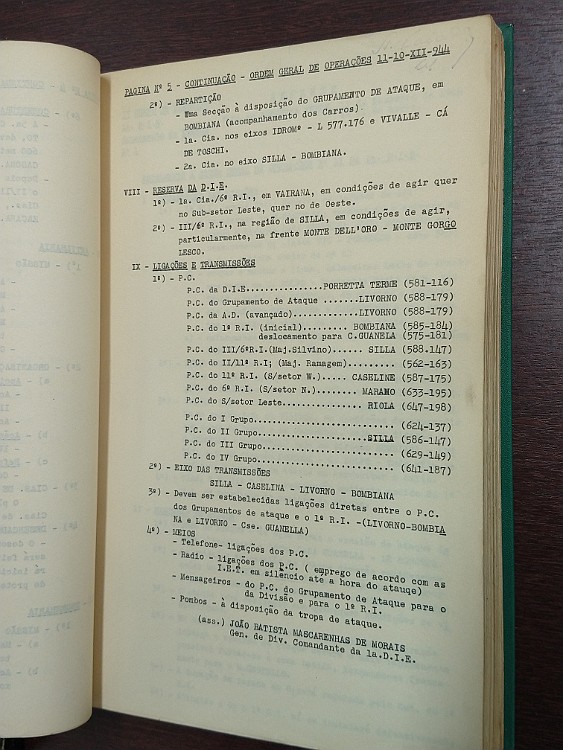 PAGINA Nº 5 - CONTINUAÇÃO - ORDEM GERAL DE OPERAÇÕES 11-10-XII-944
2º) - REPARTIÇÃO
- Uma Secção à disposição do GRUPAMENTO DE ATAQUE, em
BOMBIANA (acompanhamento dos Carros).
- 1a. Cia. nos eixos IDROMº - L 577.176 e VIVALLE - CÁ
DE TOSCHI.
- 2a. Cia. no eixo SILLA - BOMBIANA.
VIII - RESERVA DA D.I.E.
1º) - 1a. Cia./6º R.I., em VAIRANA, em condições de agir quer
no Sub-setor Leste, quer no de Oeste.
2º) - III/6º R.I., na região de SILLA, em condições de agir,
particularmente, na frente MONTE DELL'ORO - MONTE GORGO
LESCO.
IX - LIGAÇÕES E TRANSMISSÕES
1º) - P.C.
P.C. da D.I.E................PORRETTA TERME (581-116)
P.C. do Grupamento de Ataque .......LIVORNO (588-179)
P.C. da A.D. (avançado).............LIVORNO (588-179)
P.C. do 1º R.I. (inicial)......... BOMBIANA (585-184)
deslocamento para C.GUANELA (575-181)
P.C. do III/6ºR.I.(Maj.Silvino)..... SILLA (588.147)
P.C. do II/11º R.I; (Maj. Ramagem)......... (562-163)
P.C. do 11º R.I. (S/setor W.)..... CASELINE (587-175)
P.C. do 6º R.I. (S/setor N.)........ MARAMO (633-195)
P.C. do S/setor Leste................ RIOLA (647-198)
P.C. do I Grupo............................ (624-137)
P.C. do II Grupo.....................SILLA (586-147)
P.C. do III Grupo.......................... (629-149)
P.C. do IV Grupo........................... (641-187)
2º) - EIXO DAS TRANSMISSÕES
SILLA - CASELINA - LIVORNO - BOMBIANA
3º) - Devem ser estabelecidas ligações diretas entre o P.C.
dos Grupamentos de ataque e o 1º R.I. -(LIVORNO-BOMBIA
NA e LIVORNO - Cse. GUANELLA)
4º) - MEIOS
- Telefone- ligações dos P.C.
- Radio - ligações dos P.C. ( emprego de acordo com as
I.E.T. em silêncio até a hora do atauqe)
- Mensageiros - do P.C. do Grupamento de Ataque para o
da Divisão e para o 1º R.I.
- Pombos - à disposição da tropa de ataque.
(ass.) JOÃO BATISTA MASCARENHAS DE MORAIS
Gen. de Div. Comandante da 1a.D.I.E.